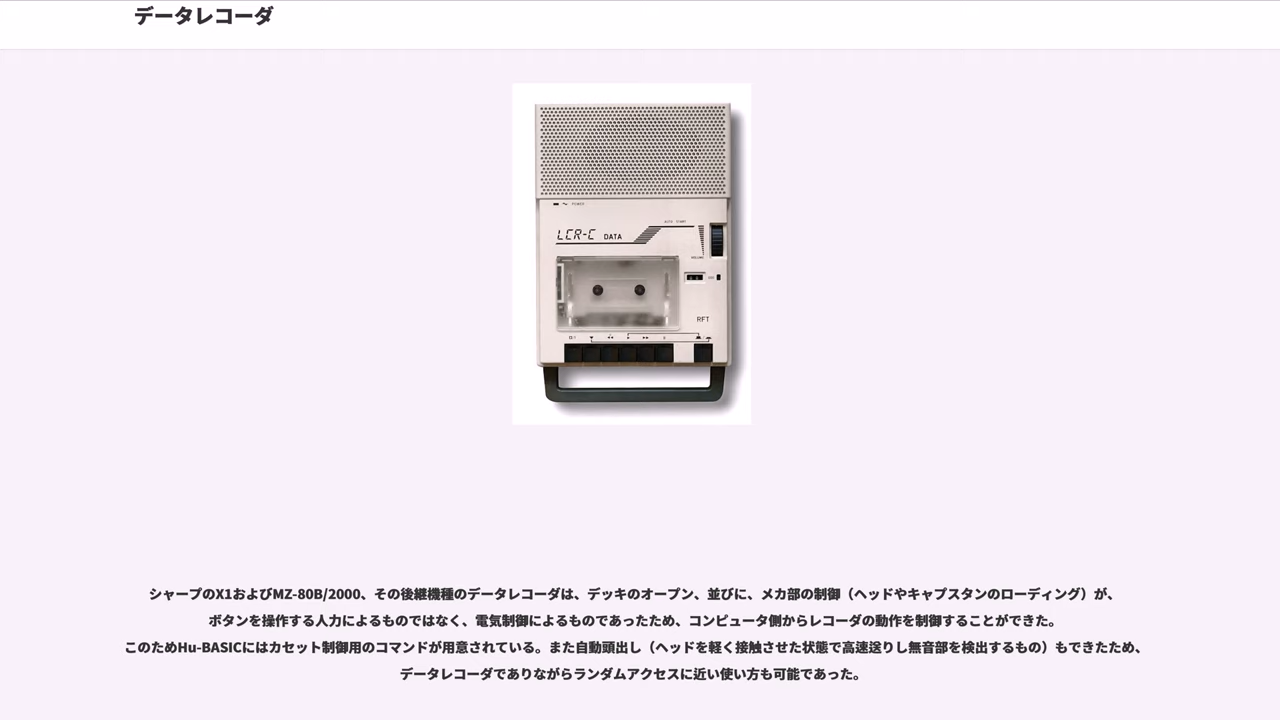 データレコーダ
POWER
AUTO START
LCR-C DATA
VOLUME
RFT
シャープのX1およびMZ-80B/2000、その後継機種のデータレコーダは、デッキのオープン、並びに、メカ部の制御（ヘッドやキャプスタンのローディング）が、
ボタンを操作する人力によるものではなく、電気制御によるものであったため、コンピュータ側からレコーダの動作を制御することができた。
このためHu-BASICにはカセット制御用のコマンドが用意されている。また自動頭出し（ヘッドを軽く接触させた状態で高速送りし無音部を検出するもの）もできたため、
データレコーダでありながらランダムアクセスに近い使い方も可能であった。